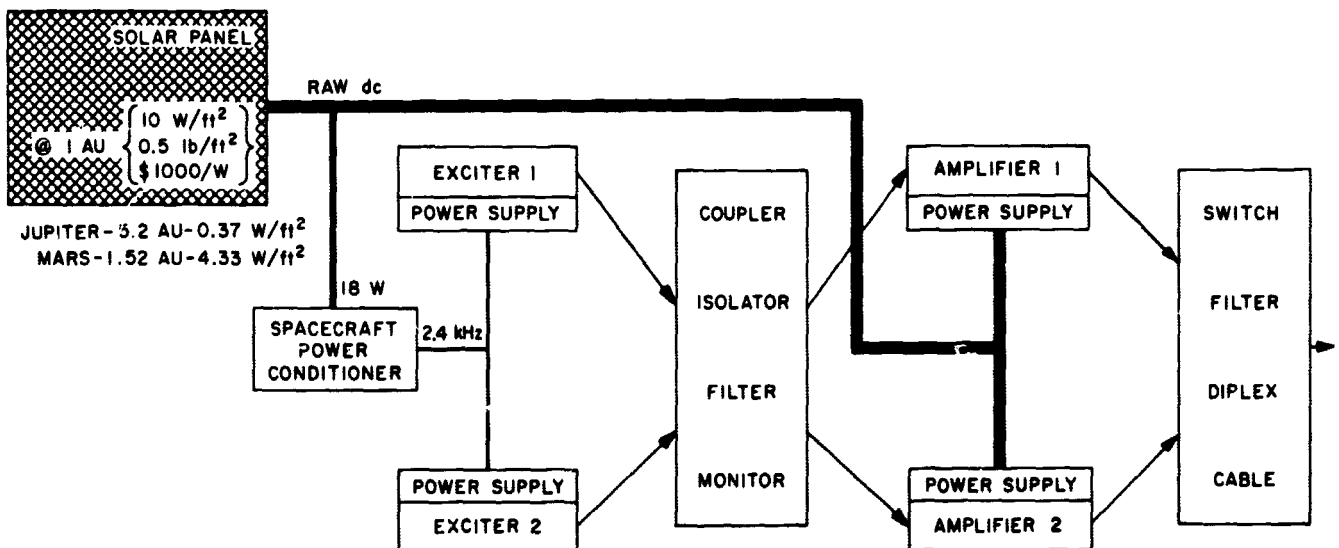 SOLAR PANEL
@ 1 AU
10 W/ft²
0.5 lb/ft²
$1000/W
JUPITER-5.2 AU-0.37 W/ft²
MARS-1.52 AU-4.33 W/ft²
RAW dc
18 W
SPACECRAFT
POWER
CONDITIONER
2.4 kHz
EXCITER 1
POWER SUPPLY
POWER SUPPLY
EXCITER 2
COUPLER
ISOLATOR
FILTER
MONITOR
AMPLIFIER 1
POWER SUPPLY
POWER SUPPLY
AMPLIFIER 2
SWITCH
FILTER
DIPLEX
CABLE